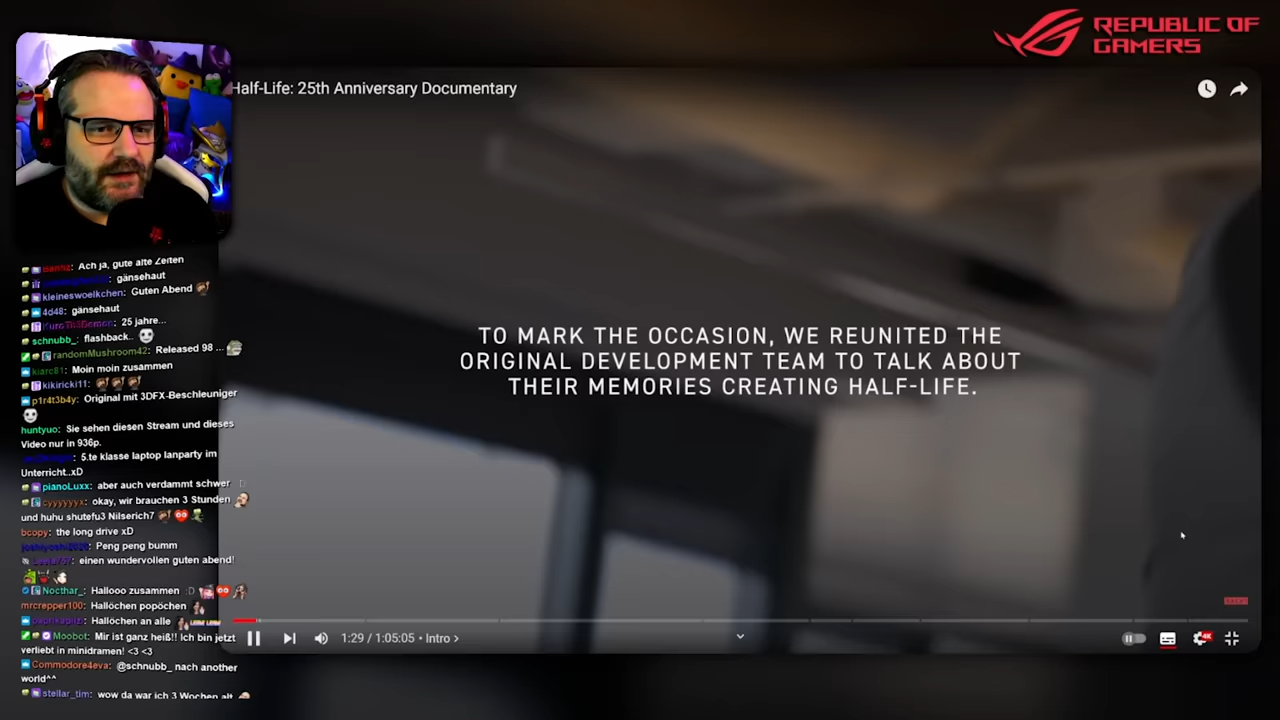 REPUBLIC OF
GAMERS
Half-Life: 25th Anniversary Documentary
TO MARK THE OCCASION, WE REUNITED THE
ORIGINAL DEVELOPMENT TEAM TO TALK ABOUT
THEIR MEMORIES CREATING HALF-LIFE.
Ach ja, gute alte Zeiten
gänsehaut
kleineswoelkchen: Guten Abend
4d48: gänsehaut
25 jahre...
schnubb_: flashback..
randomMushroom42: Released 98 ...
kiarc81: Moin moin zusammen
kikiricki11:
p1r4t3b4y: Original mit 3DFX-Beschleuniger
huntyuo: Sie sehen diesen Stream und dieses
Video nur in 936p.
5.te klasse laptop lanparty im
Unterricht..xD
pianoLuxx: aber auch verdammt schwer :D
cyyyyyyx: okay, wir brauchen 3 Stunden
und huhu shutefu3 Nilserich7
bcopy: the long drive xD
joshiyoshi2020: Peng peng bumm
einen wundervollen guten abend!
Nocthar_: Hallooo zusammen :D
mrcrepper100: Hallöchen popöchen
Hallöchen an alle
Moobot: Mir ist ganz heiß!! Ich bin jetzt
verliebt in minidramen! <3 <3
Commodore4eva: @schnubb_ nach another
world^^
stellar_tim: wow da war ich 3 Wochen alt
1:29 / 1:05:05 • Intro >
4K